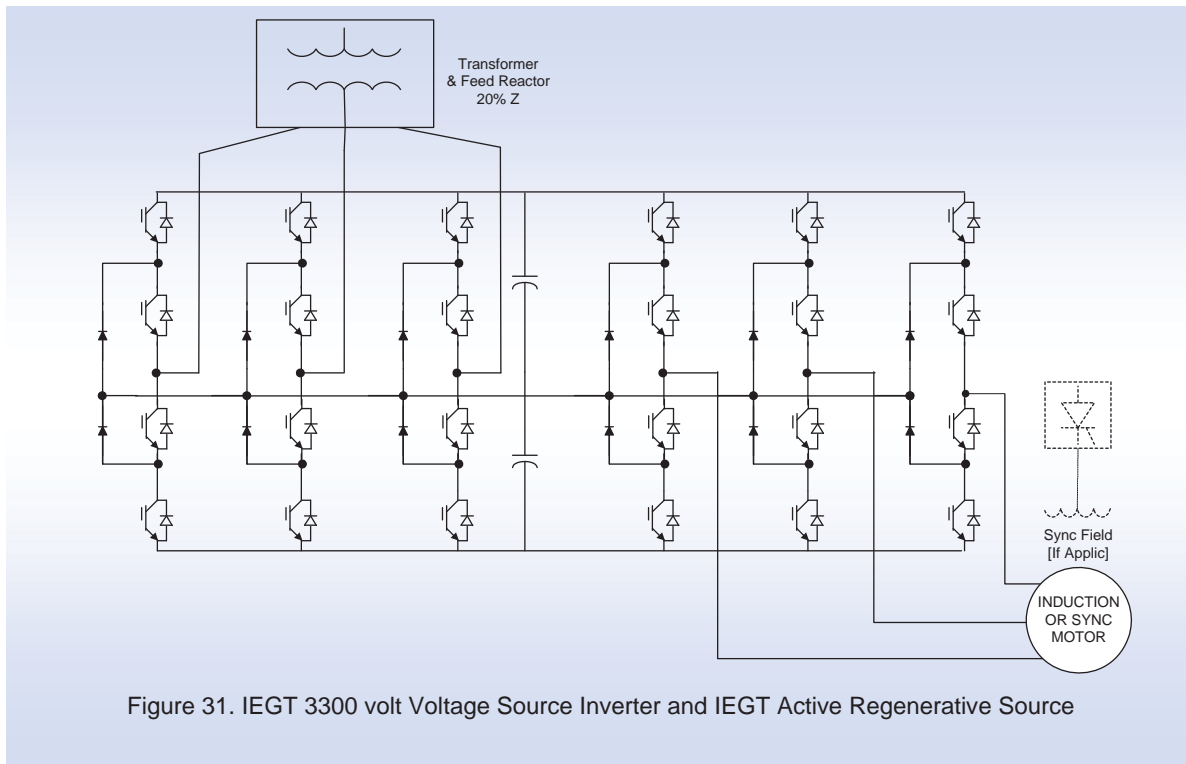 Transformer
& Feed Reactor
20% Z
Sync Field
[If Applic]
INDUCTION
OR SYNC
MOTOR
Figure 31. IEGT 3300 volt Voltage Source Inverter and IEGT Active Regenerative Source